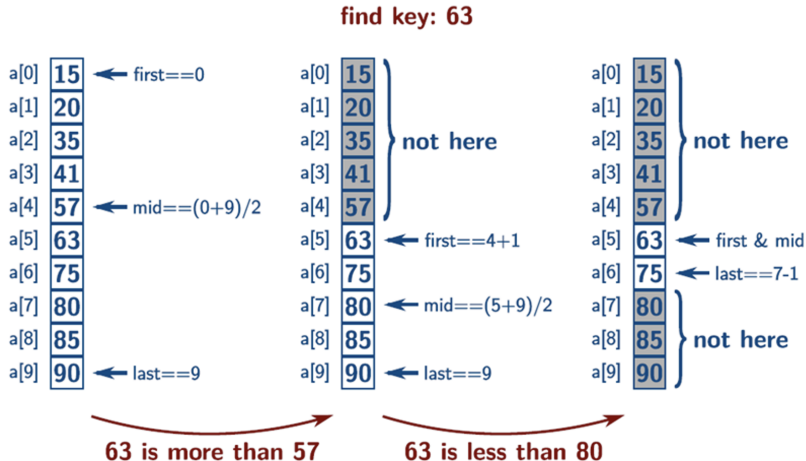 find key: 63
a[0] 15 first==0 a[0] 15 a[0] 15
a[1] 20 a[1] 20 a[1] 20
a[2] 35 a[2] 35 not here a[2] 35 not here
a[3] 41 a[3] 41 a[3] 41
a[4] 57 mid==(0+9)/2 a[4] 57 a[4] 57
a[5] 63 a[5] 63 first==4+1 a[5] 63 first & mid
a[6] 75 a[6] 75 a[6] 75 last==7-1
a[7] 80 a[7] 80 mid==(5+9)/2 a[7] 80
a[8] 85 a[8] 85 a[8] 85 not here
a[9] 90 last==9 a[9] 90 last==9 a[9] 90
63 is more than 57 63 is less than 80